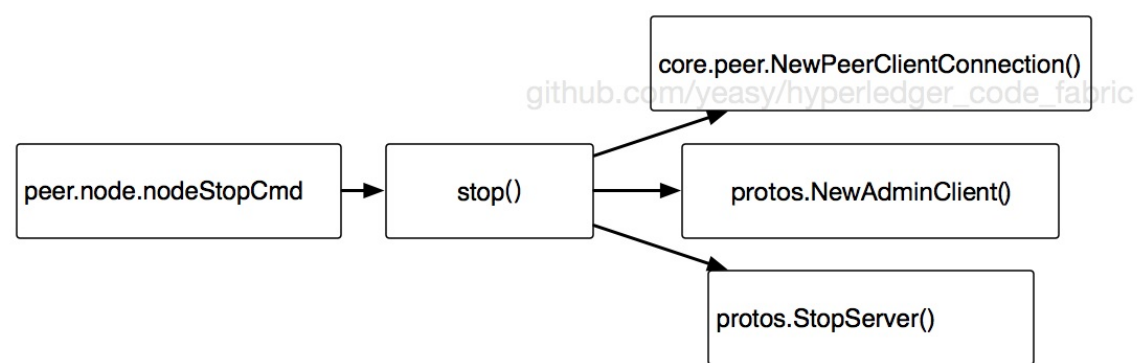 core.peer.NewPeerClientConnection()
github.com/yeasy/hyperledger_code_fabric
peer.node.nodeStopCmd
stop()
protos.NewAdminClient()
protos.StopServer()